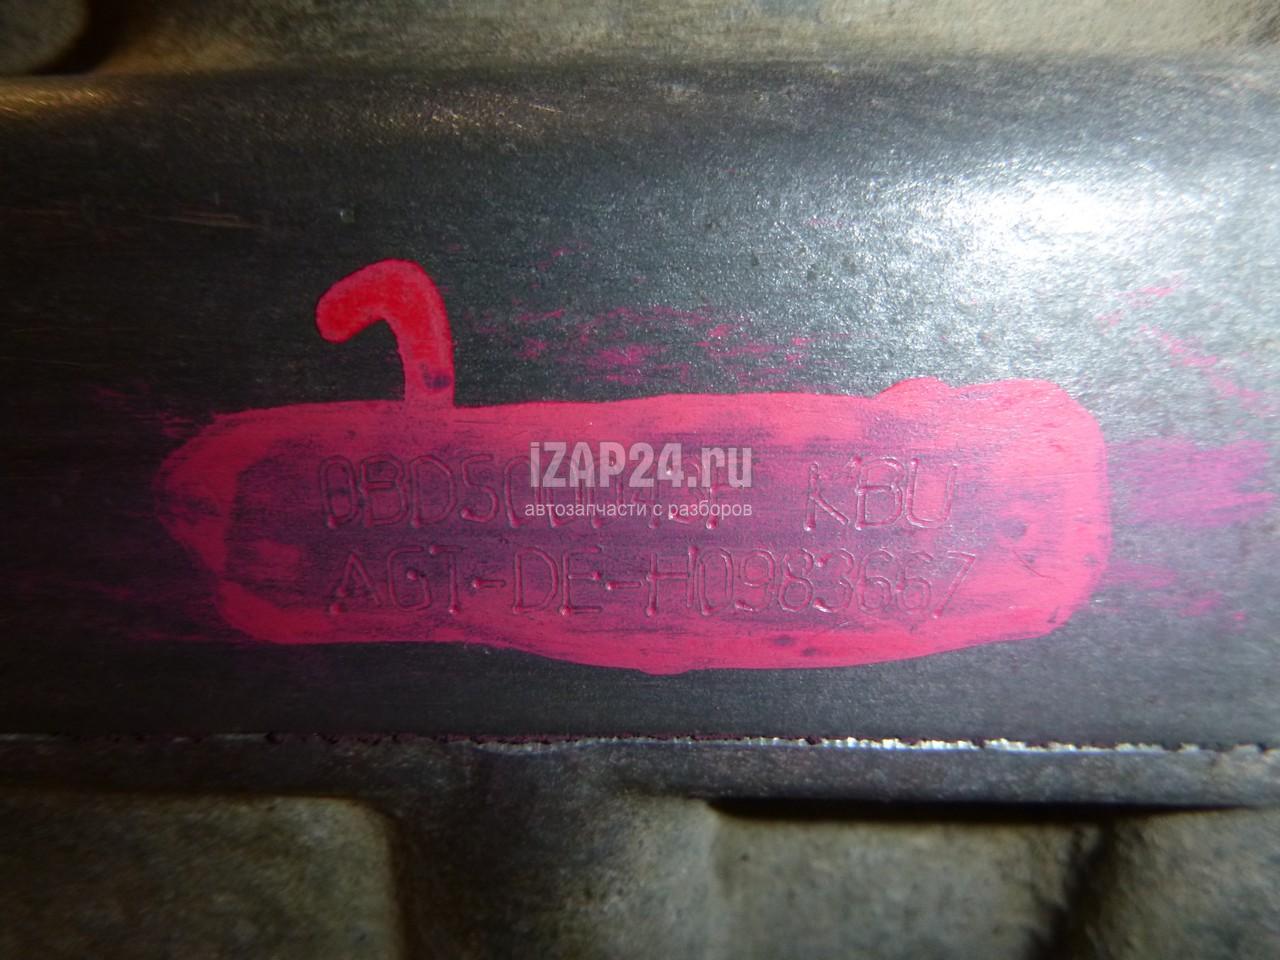 iZAP24.ru
автозапчасти с разборов
KBU
AGT-DE-H0983667